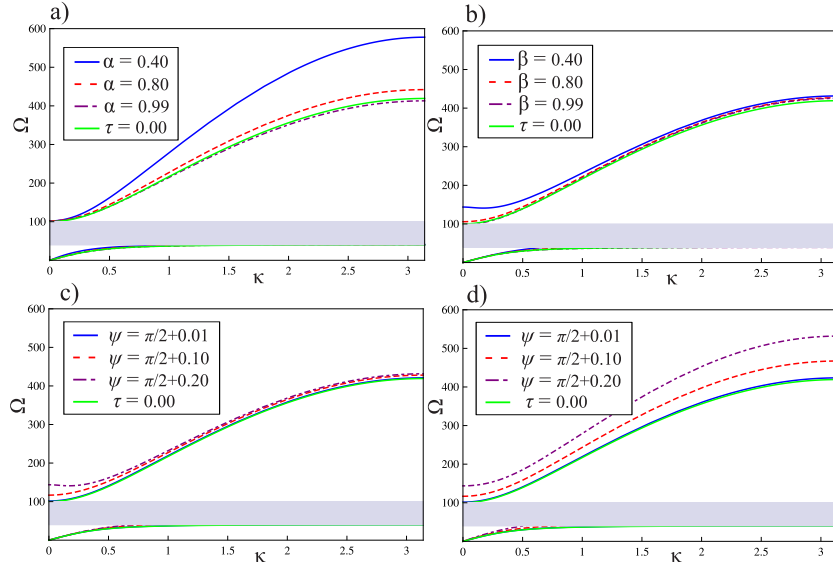 a)
600
500
400
300
200
100
Ω
α = 0.40
α = 0.80
α = 0.99
τ = 0.00
0
0.5
1
1.5
2
2.5
3
κ
b)
600
500
400
300
200
100
Ω
β = 0.40
β = 0.80
β = 0.99
τ = 0.00
0
0.5
1
1.5
2
2.5
3
κ
c)
600
500
400
300
200
100
Ω
ψ = π/2+0.01
ψ = π/2+0.10
ψ = π/2+0.20
τ = 0.00
0
0.5
1
1.5
2
2.5
3
κ
d)
600
500
400
300
200
100
Ω
ψ = π/2+0.01
ψ = π/2+0.10
ψ = π/2+0.20
τ = 0.00
0
0.5
1
1.5
2
2.5
3
κ